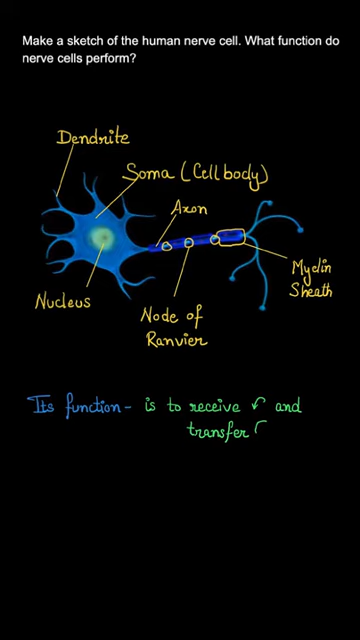 Make a sketch of the human nerve cell. What function do
nerve cells perform?
Dendrite
Soma (Cell body)
Axon
Myelin
Sheath
Nucleus
Node of
Ranvier
Its function - is to receive and
transfer